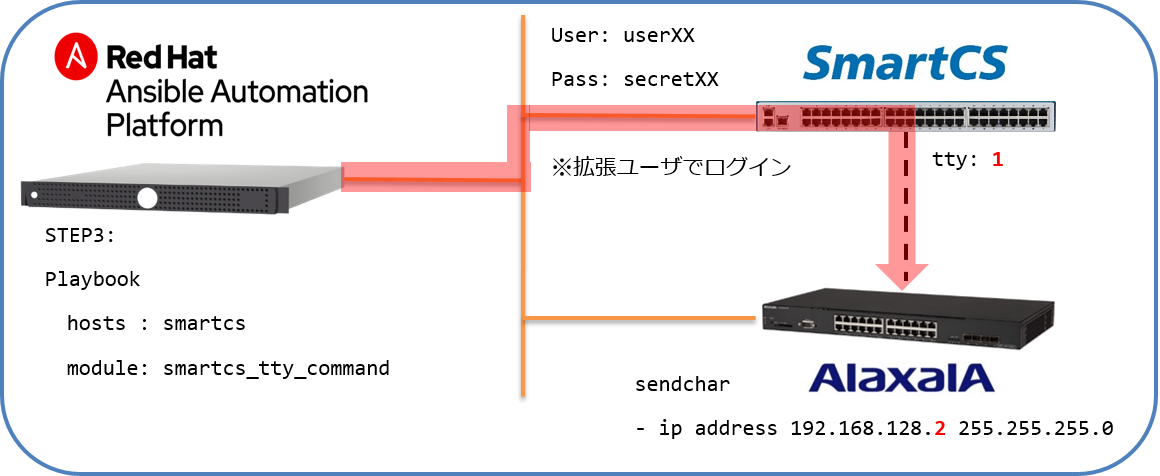 Red Hat
Ansible Automation
Platform
STEP3:
Playbook
hosts : smartcs
module: smartcs_tty_command
User: userXX
Pass: secretXX
※拡張ユーザでログイン
SmartCS
tty: 1
AlaxalA
sendchar
- ip address 192.168.128.2 255.255.255.0